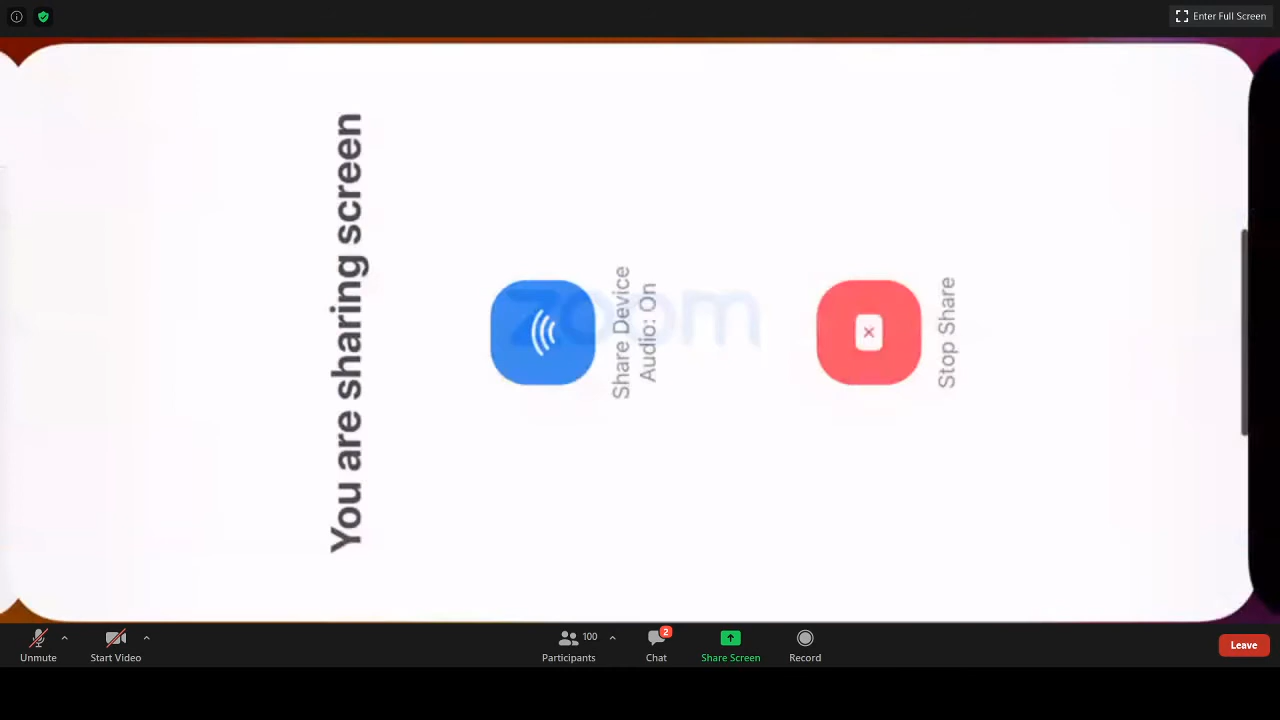 Enter Full Screen
You are sharing screen
zoom
Share Device
Audio: On
Stop Share
Unmute
Start Video
Participants
100
Chat
2
Share Screen
Record
Leave